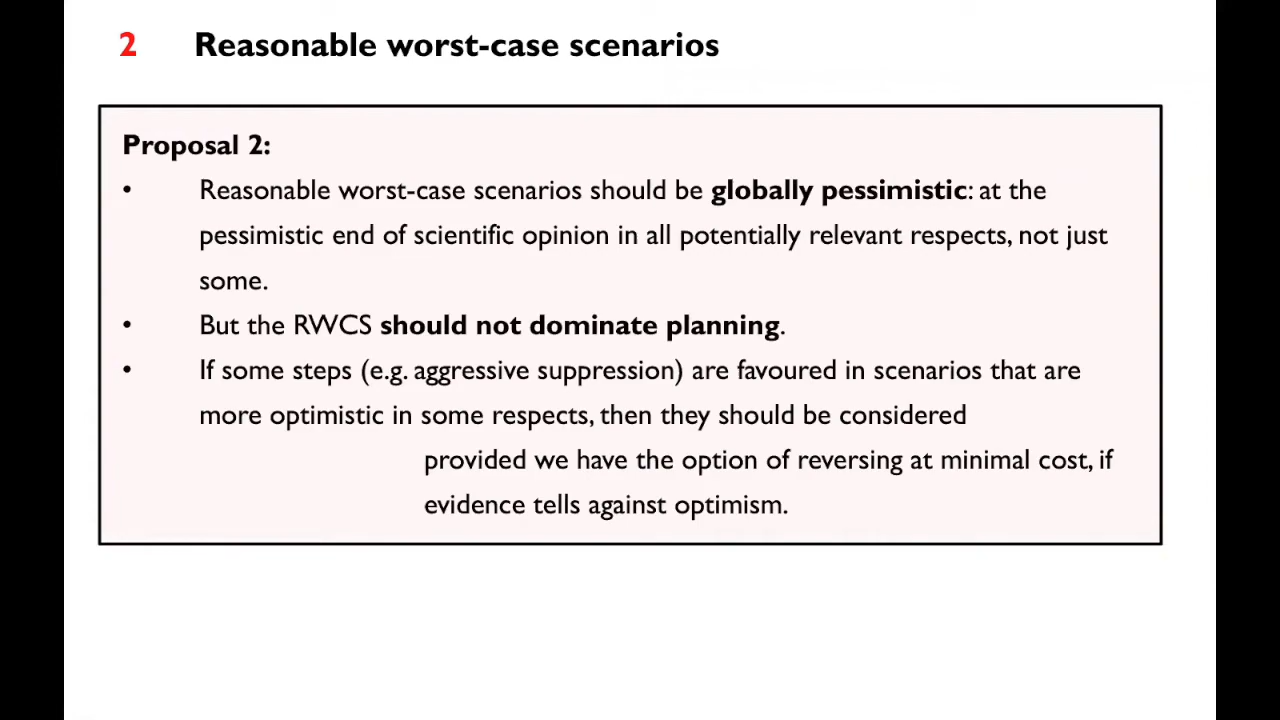 2 Reasonable worst-case scenarios
Proposal 2:
• Reasonable worst-case scenarios should be globally pessimistic: at the
pessimistic end of scientific opinion in all potentially relevant respects, not just
some.
• But the RWCS should not dominate planning.
• If some steps (e.g. aggressive suppression) are favoured in scenarios that are
more optimistic in some respects, then they should be considered
provided we have the option of reversing at minimal cost, if
evidence tells against optimism.